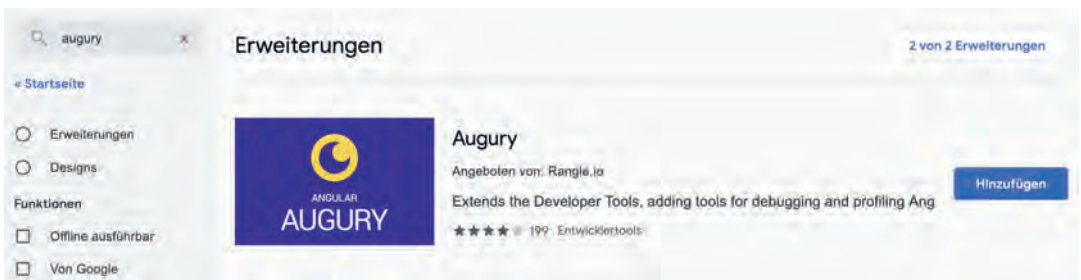 augury ×
« Startseite
Erweiterungen
Designs
Funktionen
Offline ausführbar
Von Google
Erweiterungen
2 von 2 Erweiterungen
ANGULAR
AUGURY
Augury
Angeboten von: Rangle.io
Extends the Developer Tools, adding tools for debugging and profiling Ang
199 Entwicklertools
Hinzufügen